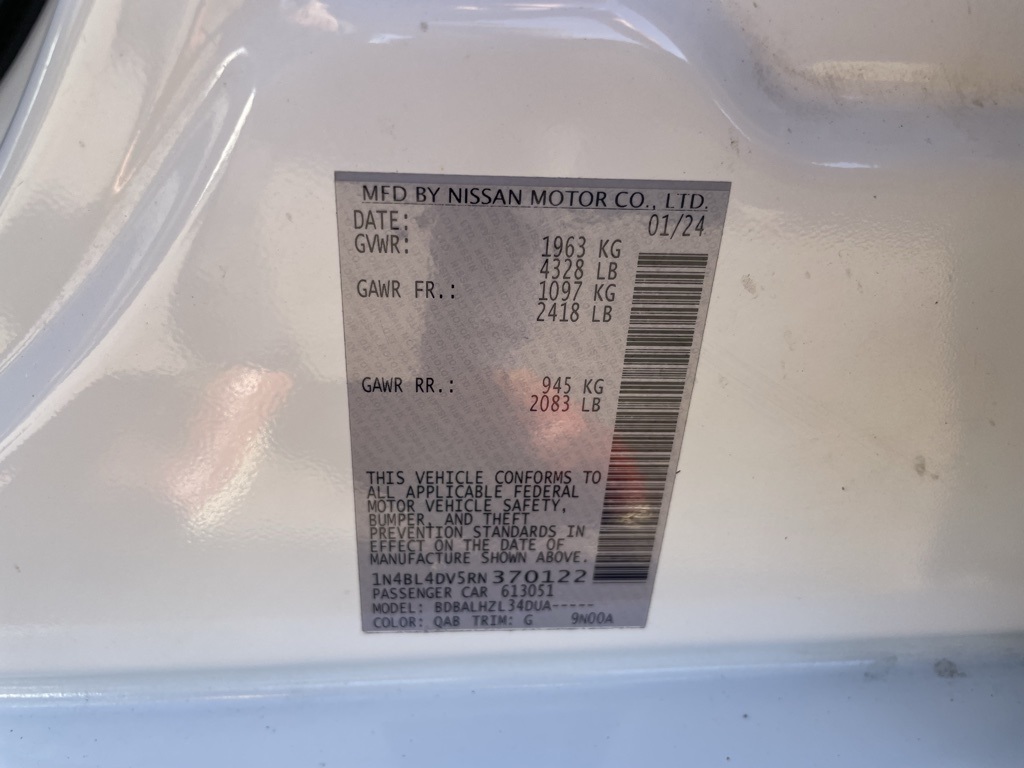 MFD BY NISSAN MOTOR CO., LTD.
DATE: 01/24
GVWR: 1963 KG
4328 LB
GAWR FR.: 1097 KG
2418 LB
GAWR RR.: 945 KG
2083 LB
THIS VEHICLE CONFORMS TO
ALL APPLICABLE FEDERAL
MOTOR VEHICLE SAFETY,
BUMPER, AND THEFT
PREVENTION STANDARDS IN
EFFECT ON THE DATE OF
MANUFACTURE SHOWN ABOVE.
1N4BL4DV5RN370122
PASSENGER CAR 613051
MODEL: BDBALHZL34DUA-----
COLOR: QAB TRIM: G 9N00A